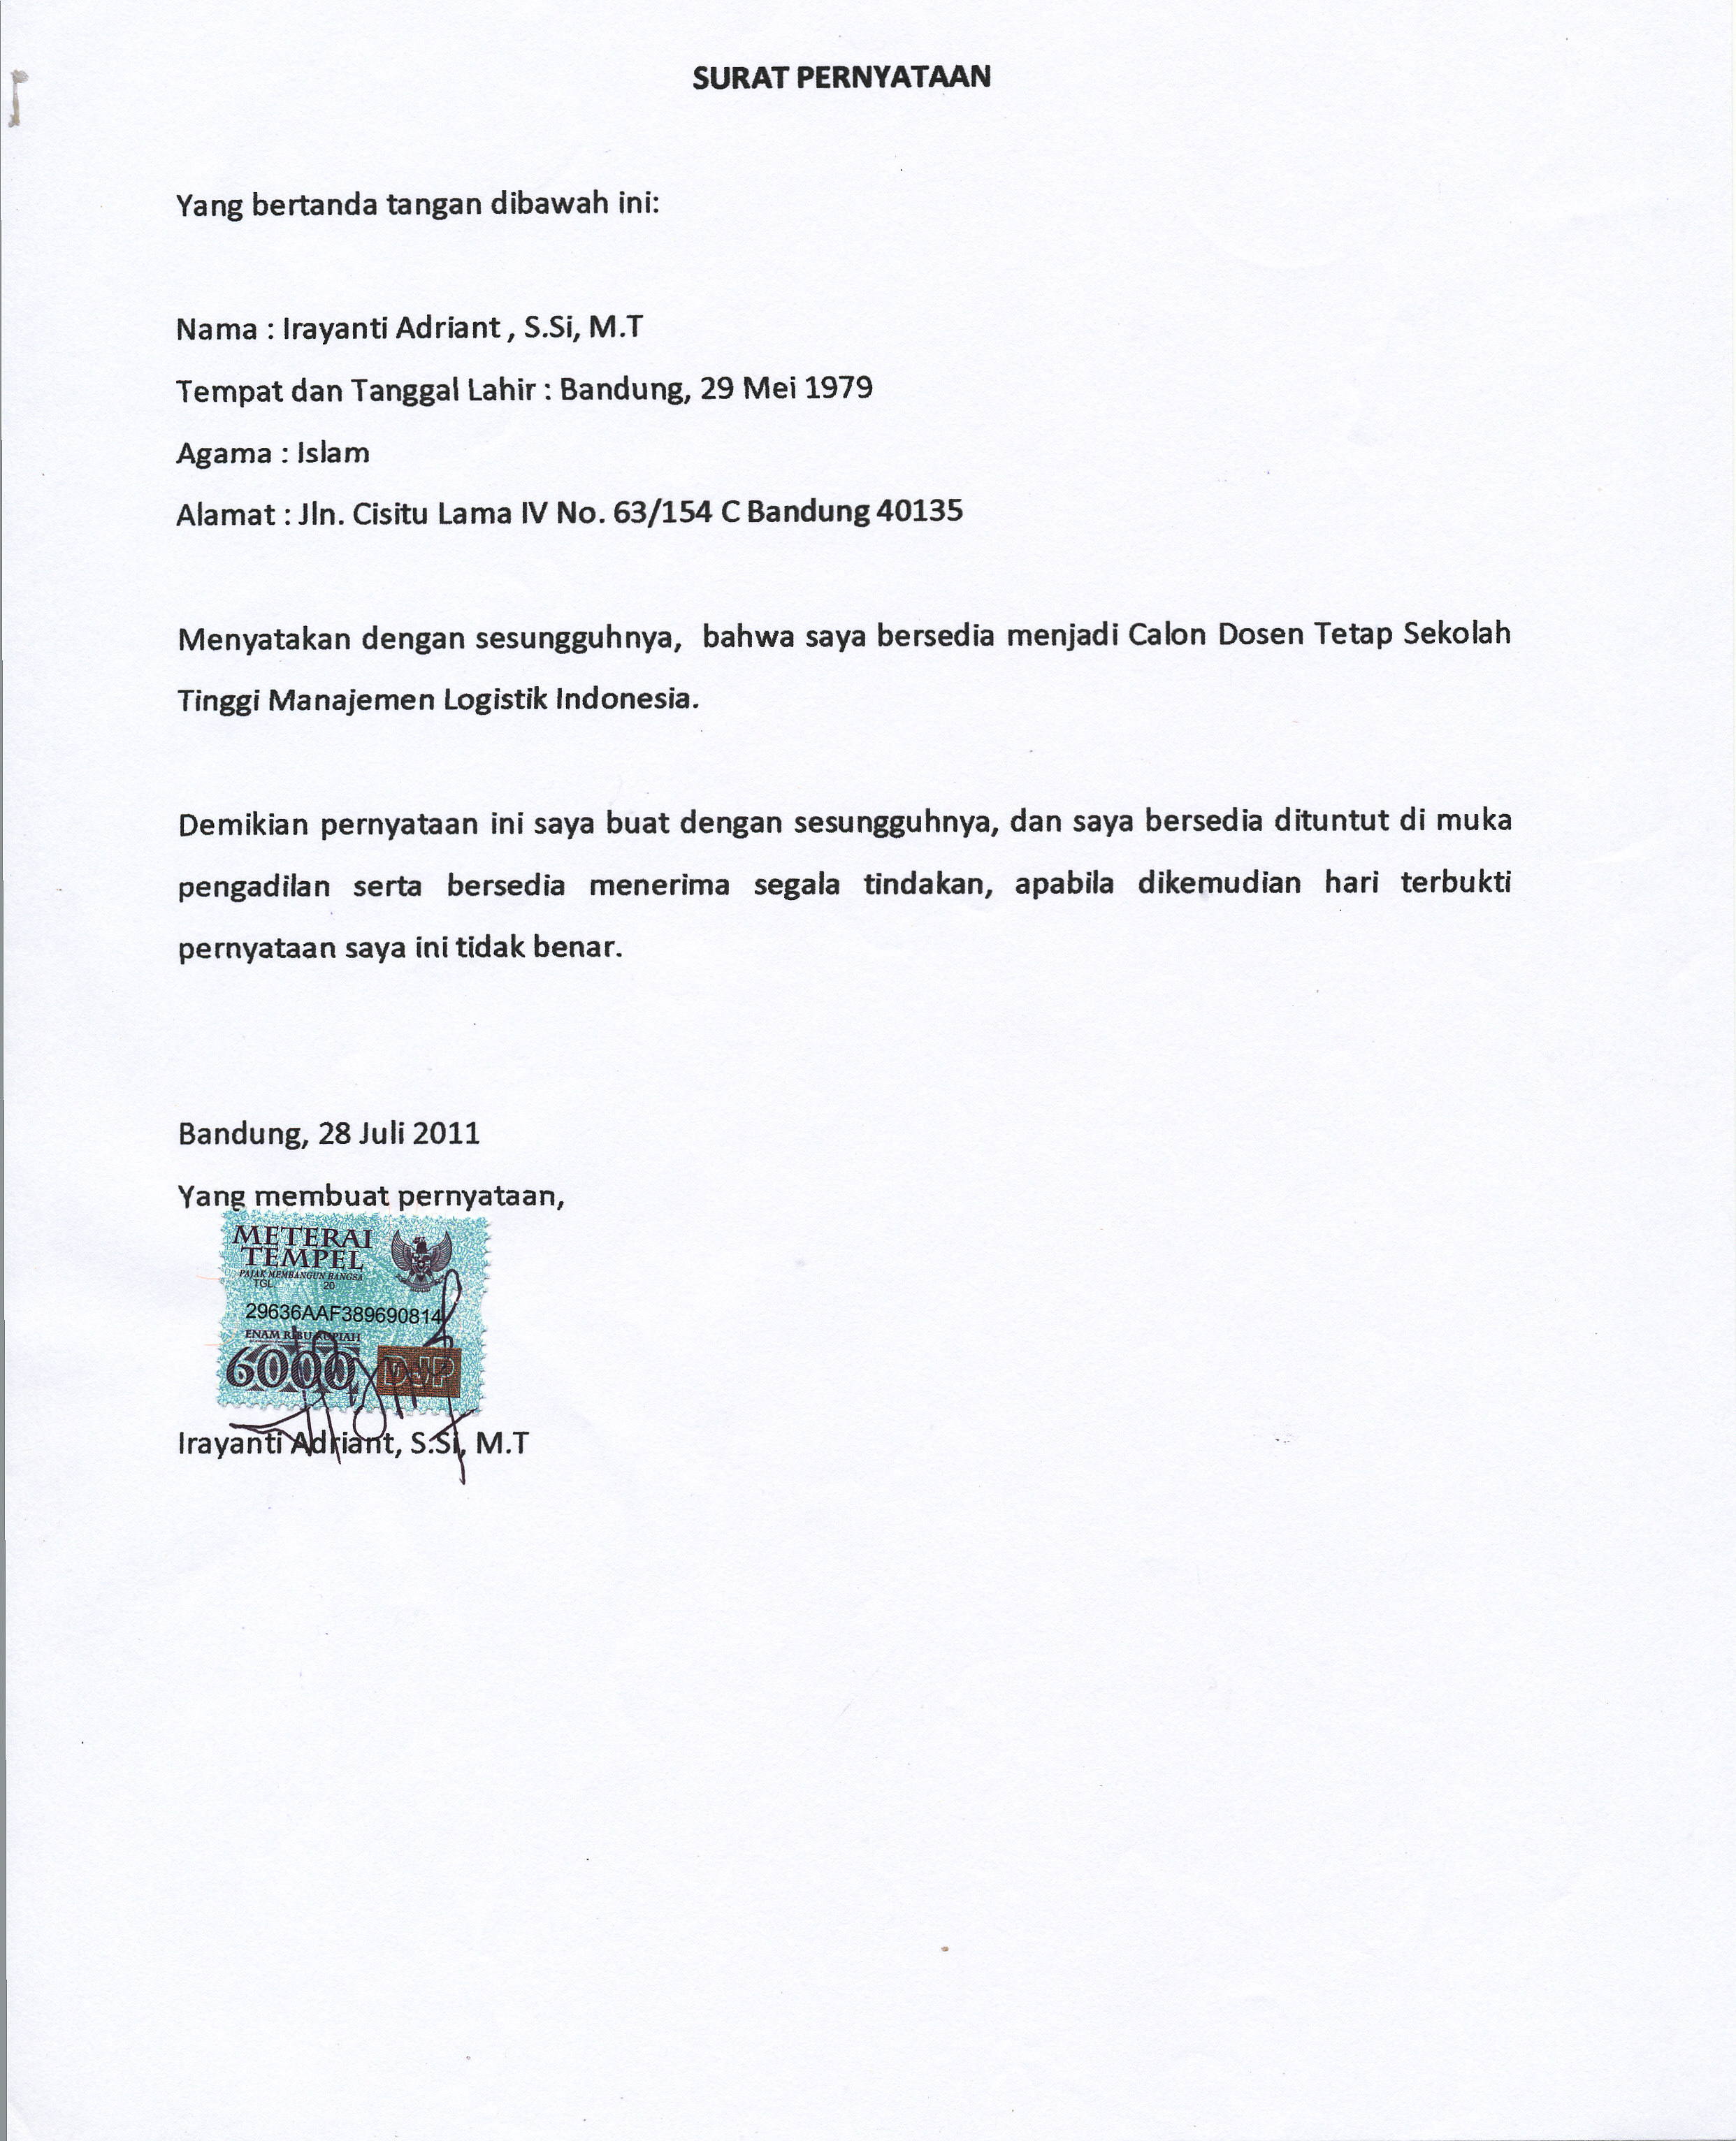 SURAT PERNYATAAN
Yang bertanda tangan dibawah ini:
Nama : Irayanti Adriant , S.Si, M.T
Tempat dan Tanggal Lahir : Bandung, 29 Mei 1979
Agama : Islam
Alamat : Jln. Cisitu Lama IV No. 63/154 C Bandung 40135
Menyatakan dengan sesungguhnya, bahwa saya bersedia menjadi Calon Dosen Tetap Sekolah
Tinggi Manajemen Logistik Indonesia.
Demikian pernyataan ini saya buat dengan sesungguhnya, dan saya bersedia dituntut di muka
pengadilan serta bersedia menerima segala tindakan, apabila dikemudian hari terbukti
pernyataan saya ini tidak benar.
Bandung, 28 Juli 2011
Yang membuat pernyataan,
METERAI
TEMPEL
PAJAK MEMBANGUN BANGSA
TGL. 20
29636AAF389690814
ENAM RIBU RUPIAH
6000 DJP
Irayanti Adriant, S.Si, M.T